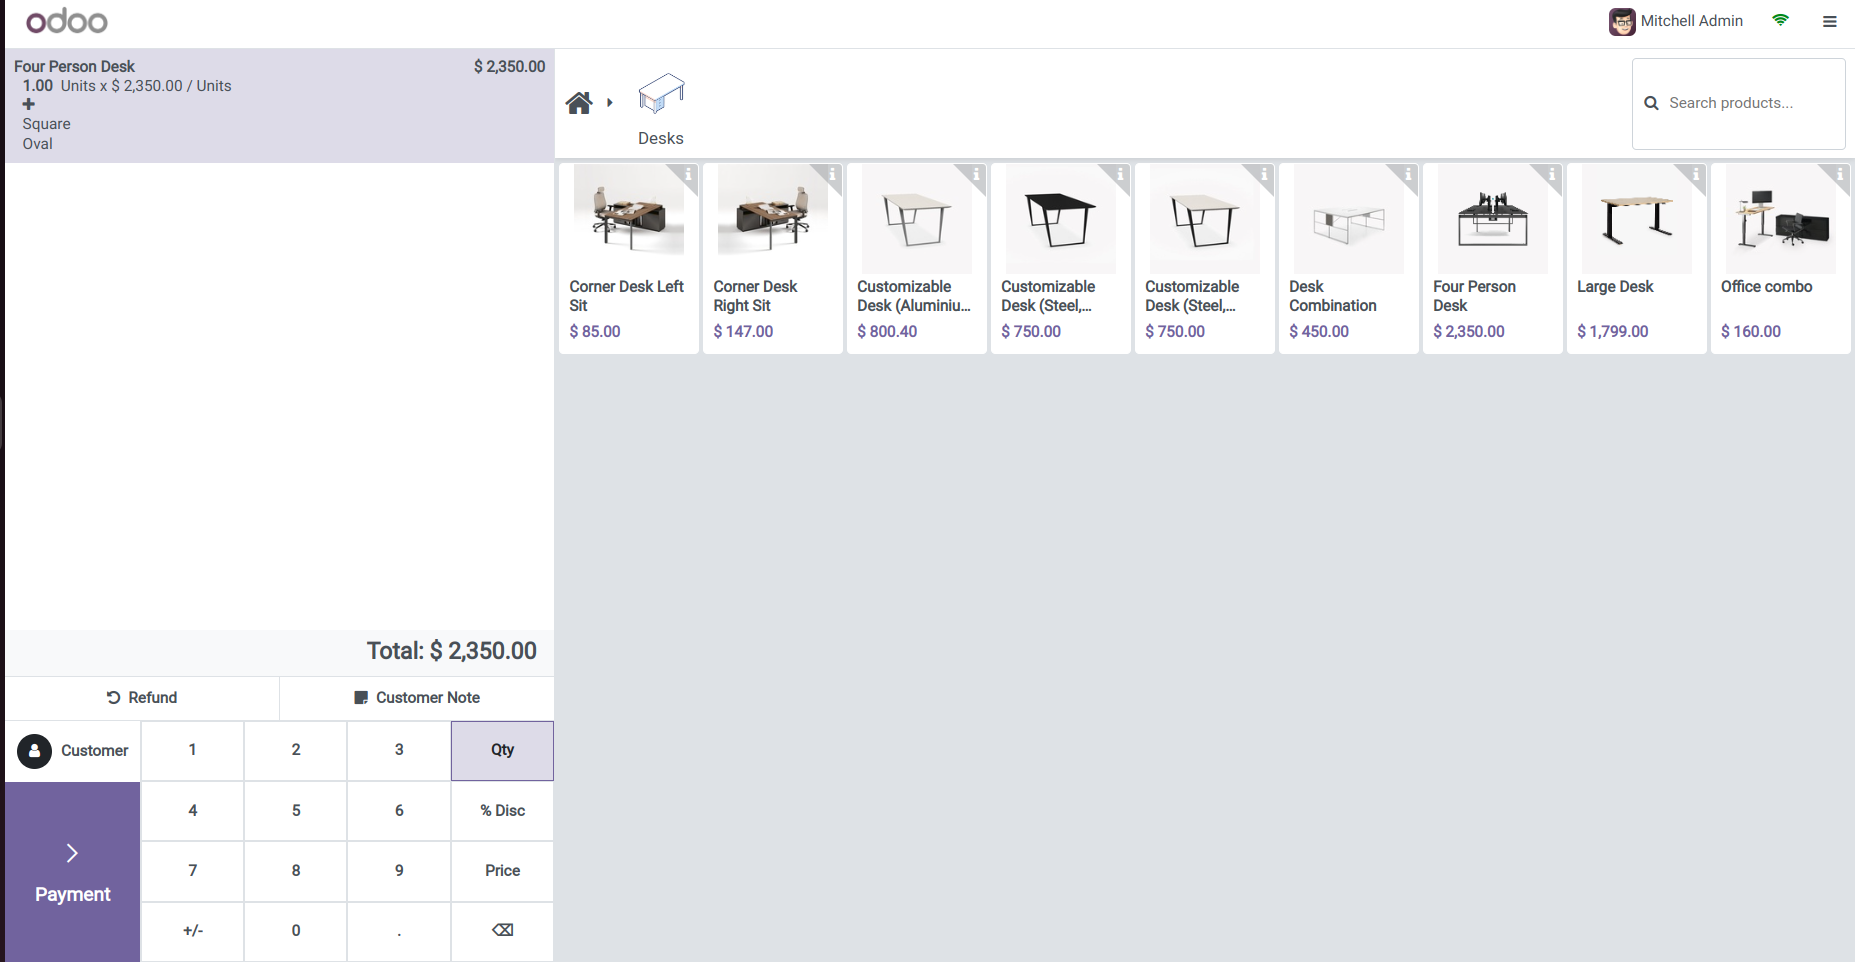 odoo
Mitchell Admin
Four Person Desk $ 2,350.00
1.00 Units x $ 2,350.00 / Units
Square
Oval
Desks
Search products...
Corner Desk Left
Sit
$ 85.00
Corner Desk
Right Sit
$ 147.00
Customizable
Desk (Aluminiu...
$ 800.40
Customizable
Desk (Steel,...
$ 750.00
Customizable
Desk (Steel,...
$ 750.00
Desk
Combination
$ 450.00
Four Person
Desk
$ 2,350.00
Large Desk
$ 1,799.00
Office combo
$ 160.00
Total: $ 2,350.00
Refund
Customer Note
Customer
1 2 3 Qty
4 5 6 % Disc
7 8 9 Price
Payment
+/- 0 .